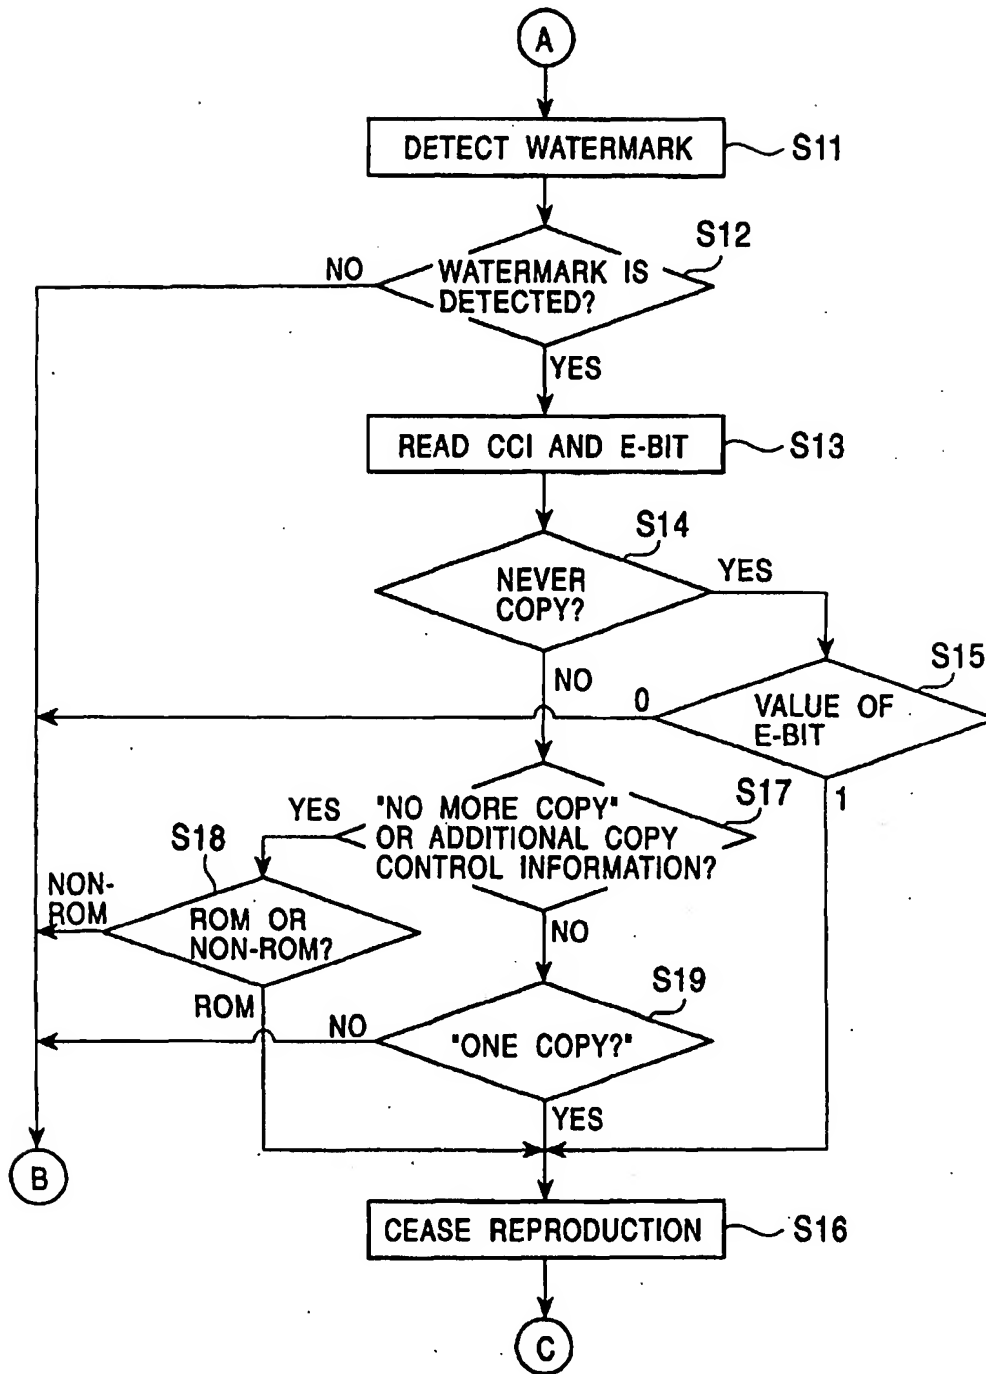 A
DETECT WATERMARK
S11
S12
NO
WATERMARK IS
DETECTED?
YES
READ CCI AND E-BIT
S13
S14
YES
NEVER
COPY?
S15
NO
0
VALUE OF
E-BIT
1
S17
YES
"NO MORE COPY"
OR ADDITIONAL COPY
CONTROL INFORMATION?
S18
NON-
ROM
ROM OR
NON-ROM?
NO
S19
ROM
NO
"ONE COPY?"
YES
B
CEASE REPRODUCTION
S16
C